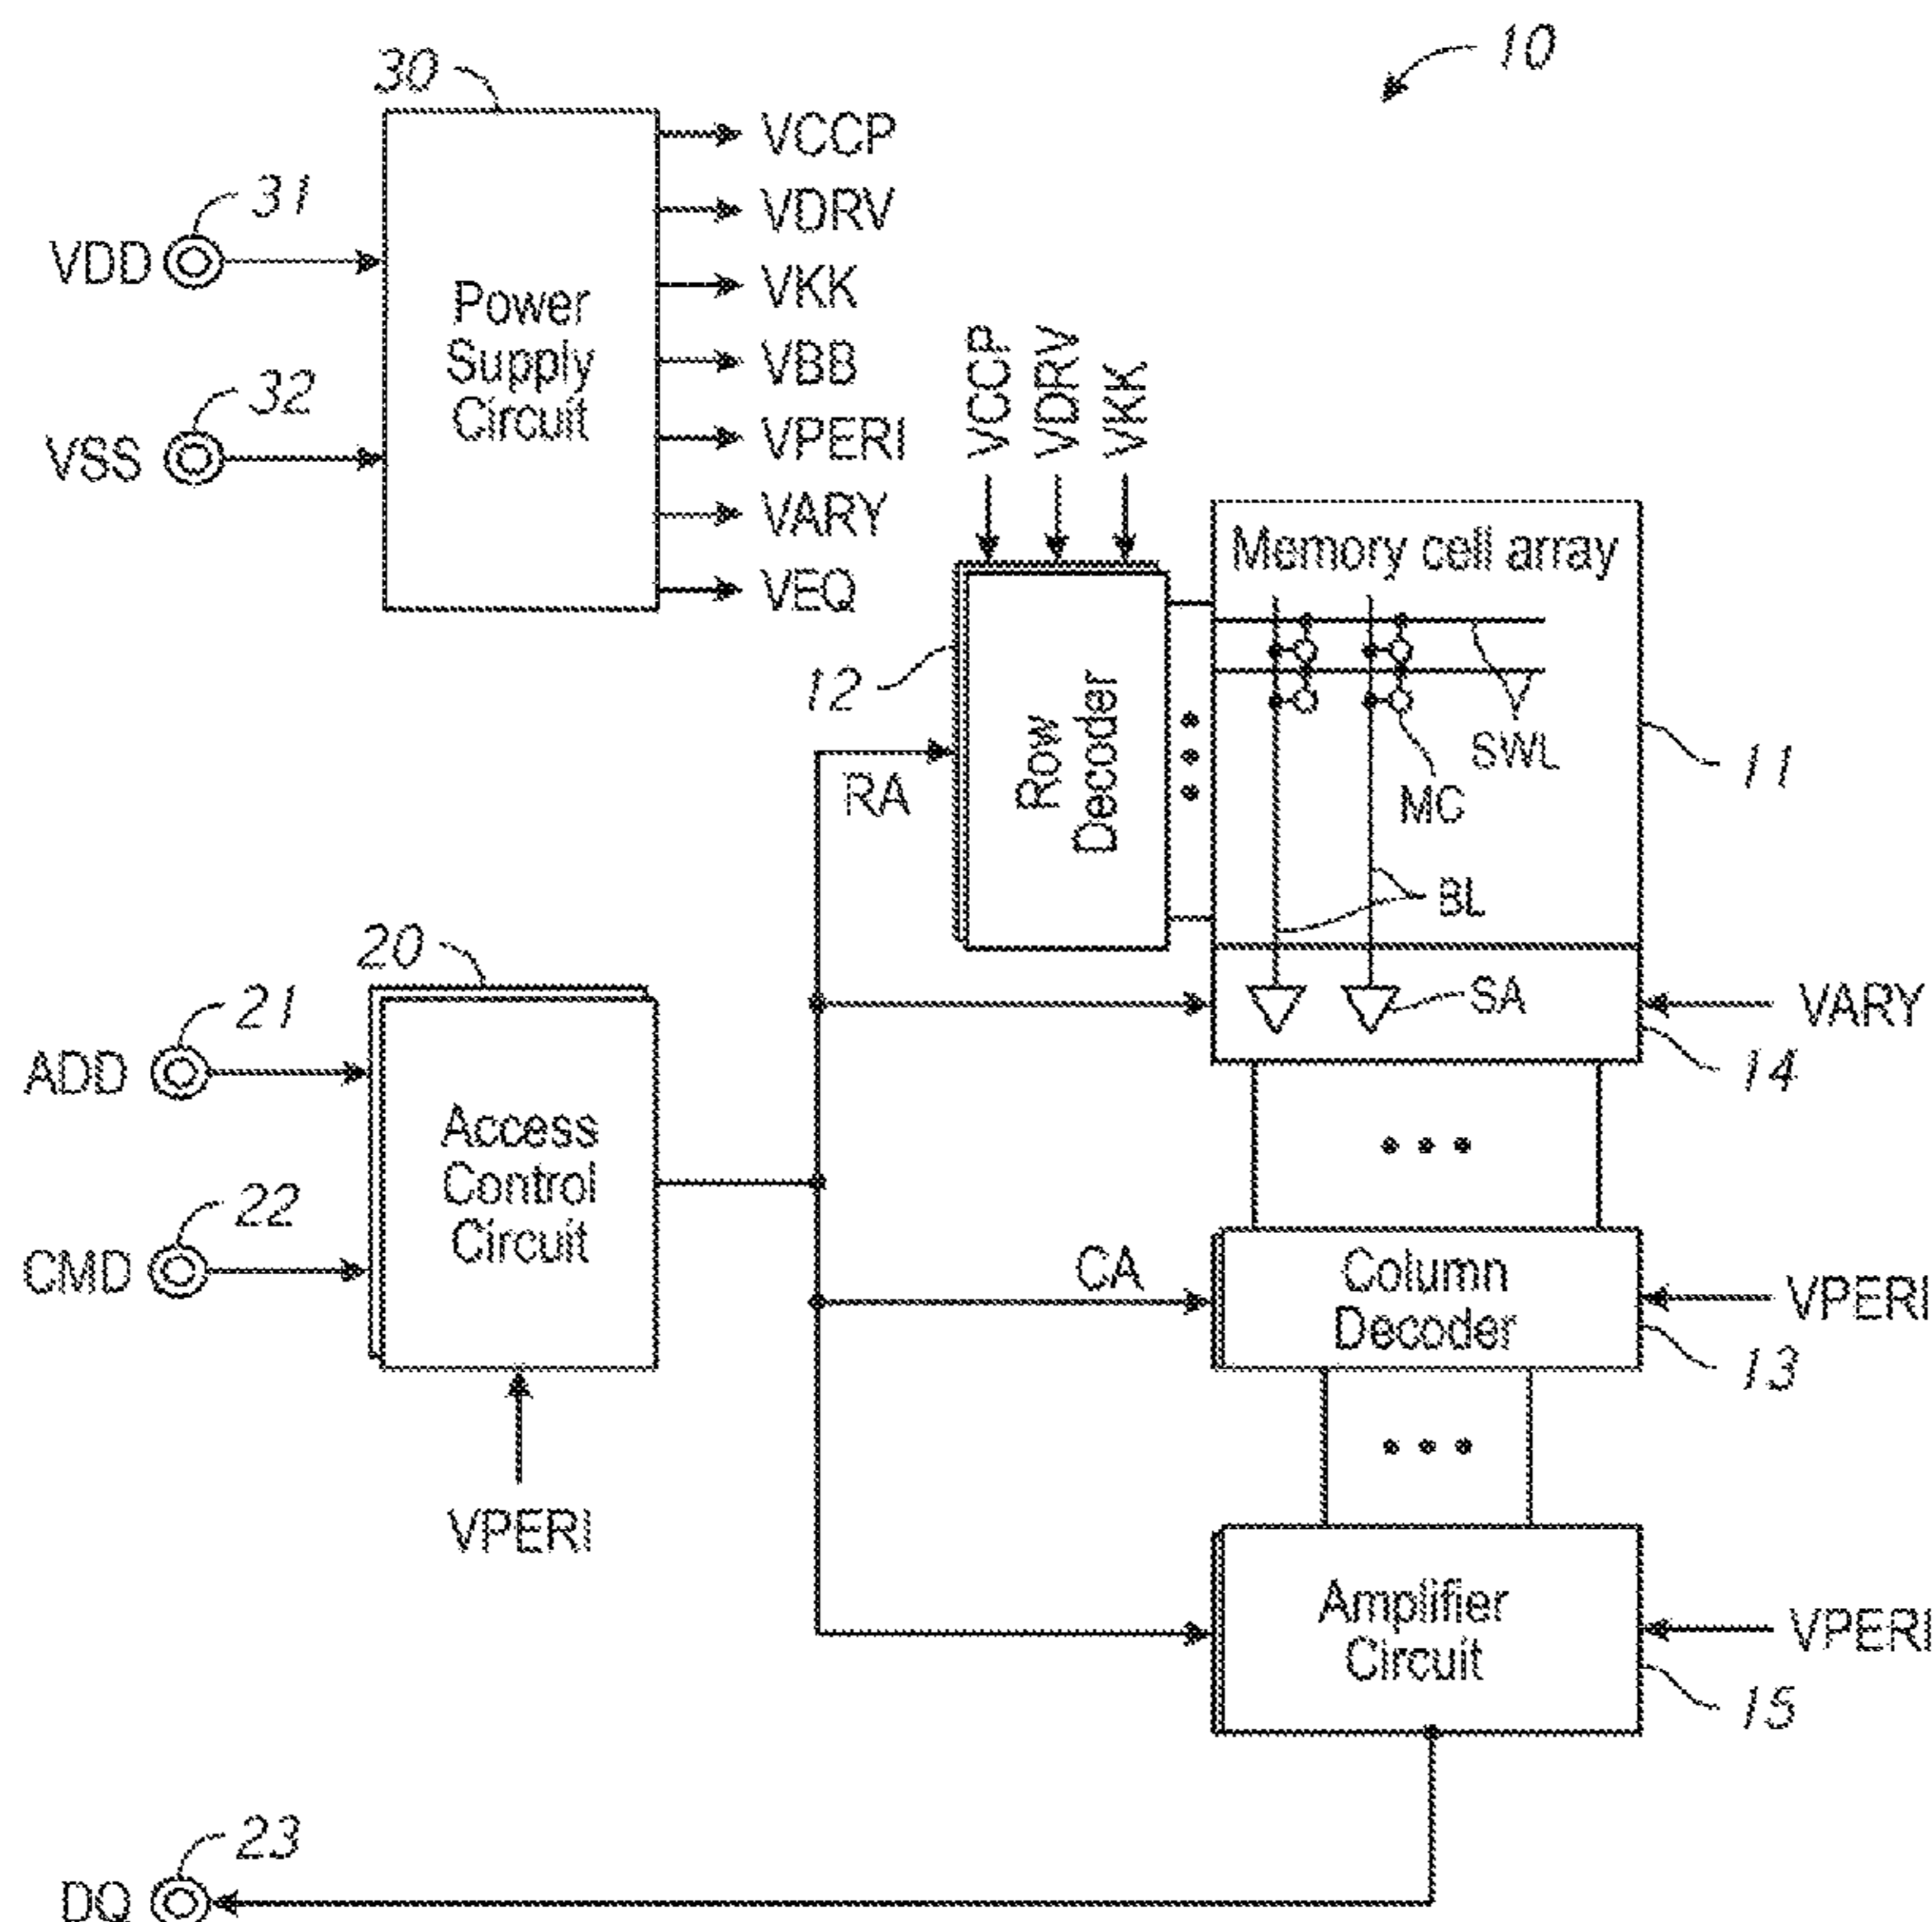 10
30
VCCP
31
VDRV
VDD
VKK
Power
Supply
Circuit
VBB
32
VPERI
VSS
VARY
VEQ
VCCP
VDRV
VKK
Memory cell array
12
Row
Decoder
SWL
11
RA
MC
BL
20
SA
VARY
21
14
ADD
Access
Control
Circuit
22
CMD
CA
Column
Decoder
VPERI
13
VPERI
Amplifier
Circuit
VPERI
15
23
DQ